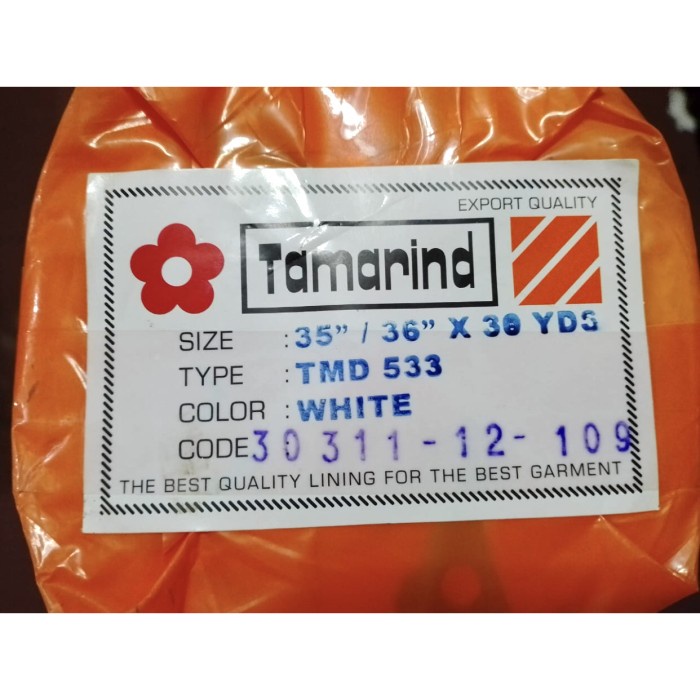 EXPORT QUALITY
Tamarind
SIZE : 35" / 36" X 30 YDS
TYPE : TMD 533
COLOR : WHITE
CODE 30311-12-109
THE BEST QUALITY LINING FOR THE BEST GARMENT